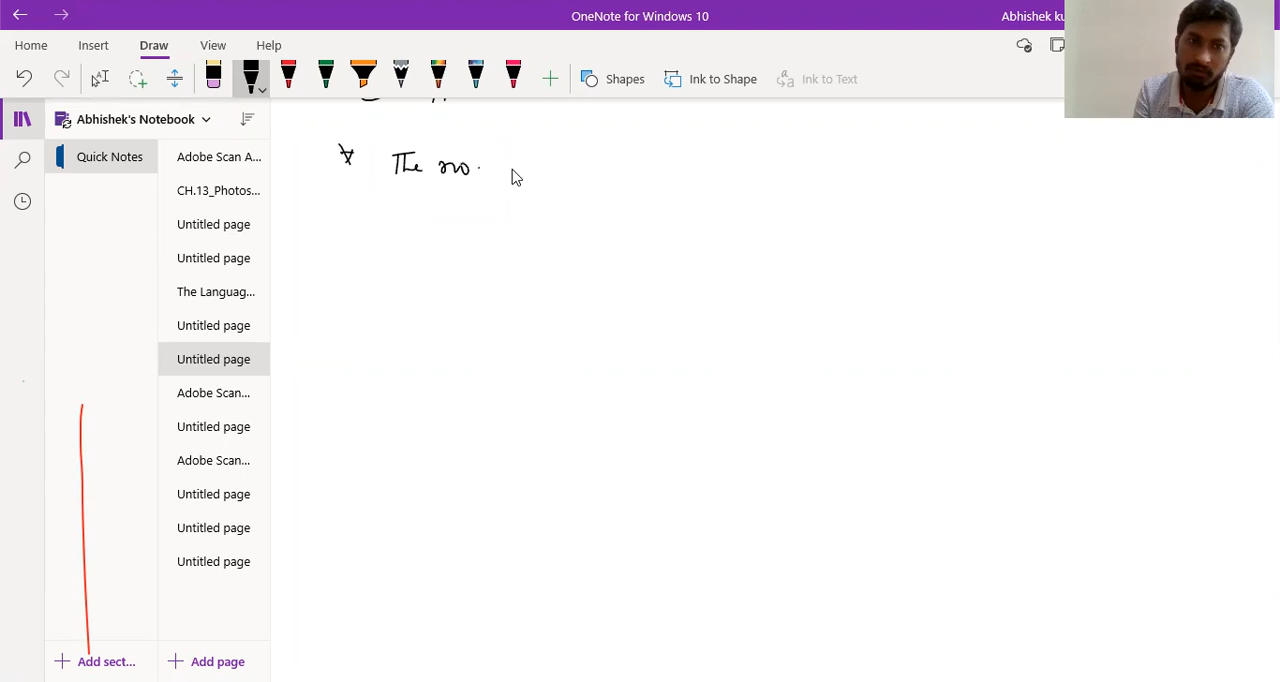 OneNote for Windows 10
Abhishek ku
Home Insert Draw View Help
Shapes Ink to Shape Ink to Text
Abhishek's Notebook
Quick Notes
Adobe Scan A...
CH.13_Photos...
Untitled page
Untitled page
The Languag...
Untitled page
Untitled page
Adobe Scan...
Untitled page
Adobe Scan...
Untitled page
Untitled page
Untitled page
Add sect...
Add page
The no.